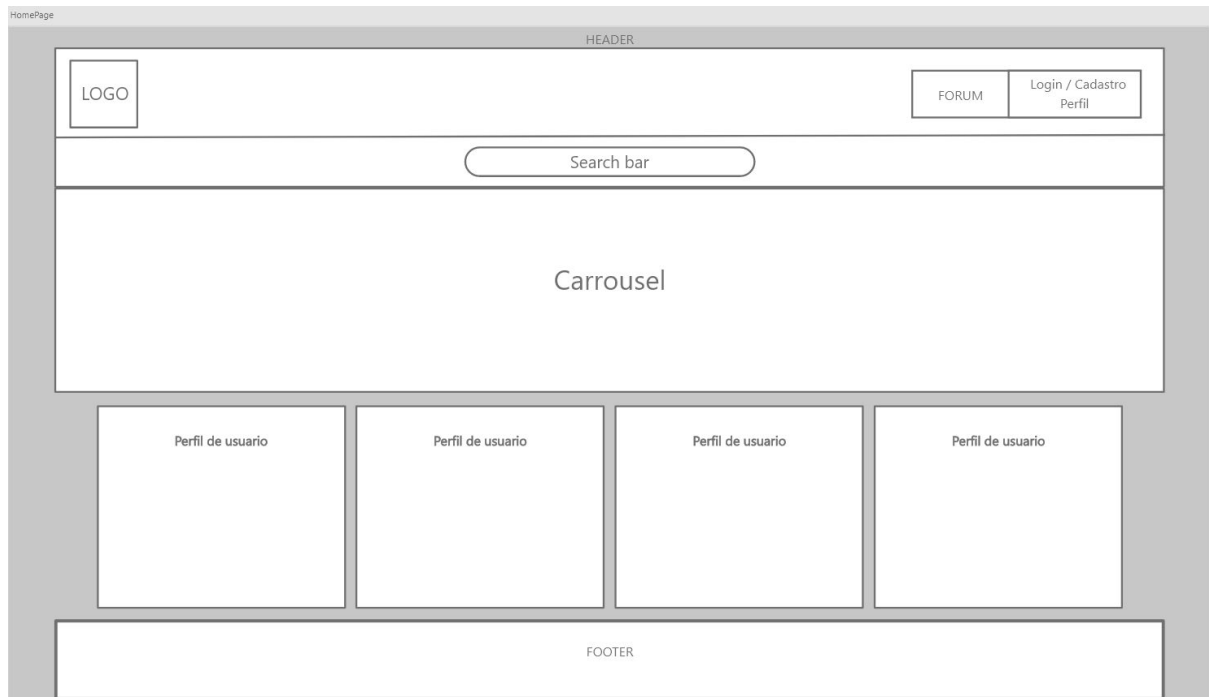 HomePage
HEADER
LOGO
FORUM
Login / Cadastro
Perfil
Search bar
Carrousel
Perfil de usuario
Perfil de usuario
Perfil de usuario
Perfil de usuario
FOOTER